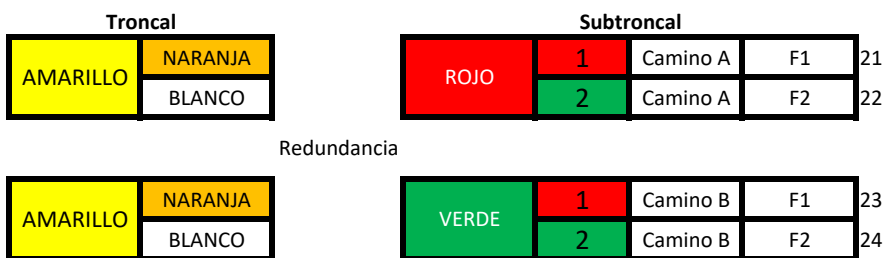 Troncal Subtroncal
AMARILLO NARANJA ROJO 1 Camino A F1 21
BLANCO 2 Camino A F2 22
Redundancia
AMARILLO NARANJA VERDE 1 Camino B F1 23
BLANCO 2 Camino B F2 24